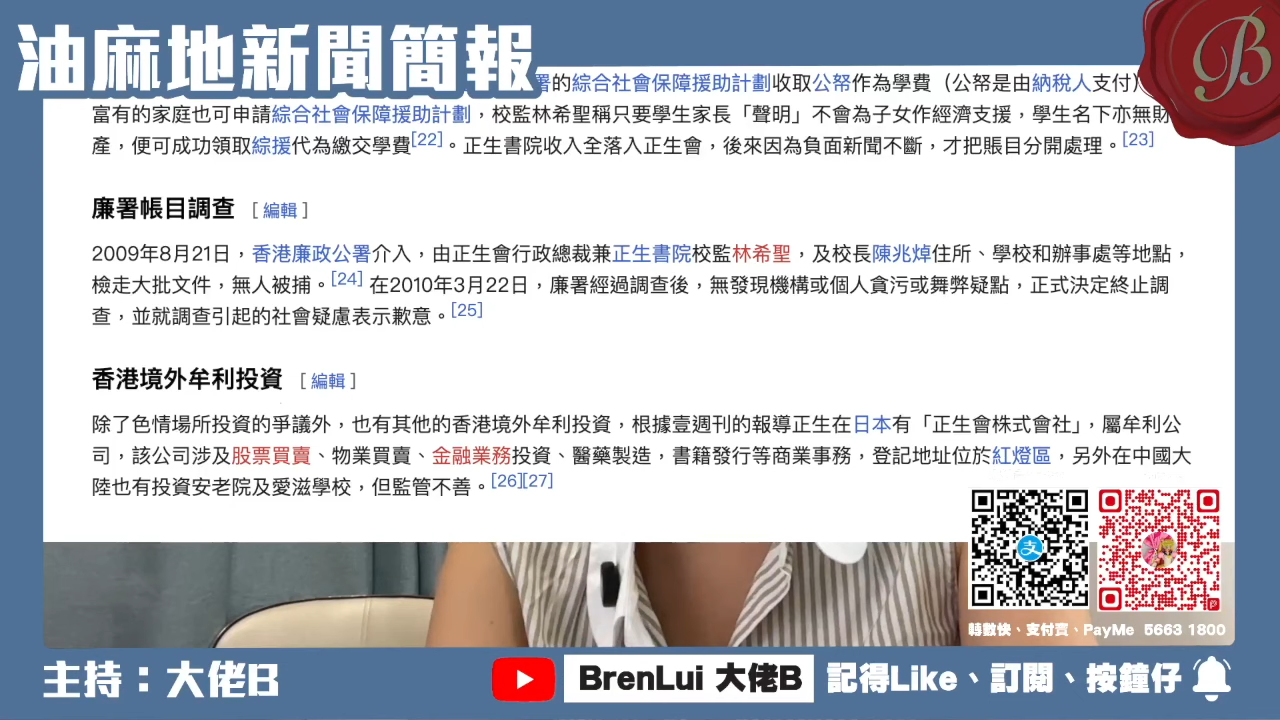 油麻地新聞簡報
B
署的綜合社會保障援助計劃收取公帑作為學費（公帑是由納稅人支付）
富有的家庭也可申請綜合社會保障援助計劃，校監林希聖稱只要學生家長「聲明」不會為子女作經濟支援，學生名下亦無財
產，便可成功領取綜援代為繳交學費[22]。正生書院收入全落入正生會，後來因為負面新聞不斷，才把賬目分開處理。[23]
廉署帳目調查 [編輯]
2009年8月21日，香港廉政公署介入，由正生會行政總裁兼正生書院校監林希聖，及校長陳兆焯住所、學校和辦事處等地點，
檢走大批文件，無人被捕。[24] 在2010年3月22日，廉署經過調查後，無發現機構或個人貪污或舞弊疑點，正式決定終止調
查，並就調查引起的社會疑慮表示歉意。[25]
香港境外牟利投資 [編輯]
除了色情場所投資的爭議外，也有其他的香港境外牟利投資，根據壹週刊的報導正生在日本有「正生會株式會社」，屬牟利公
司，該公司涉及股票買賣、物業買賣、金融業務投資、醫藥製造，書籍發行等商業事務，登記地址位於紅燈區，另外在中國大
陸也有投資安老院及愛滋學校，但監管不善。[26][27]
支
轉數快、支付寶、PayMe 5663 1800
主持：大佬B
BrenLui 大佬B
記得Like、訂閱、按鐘仔